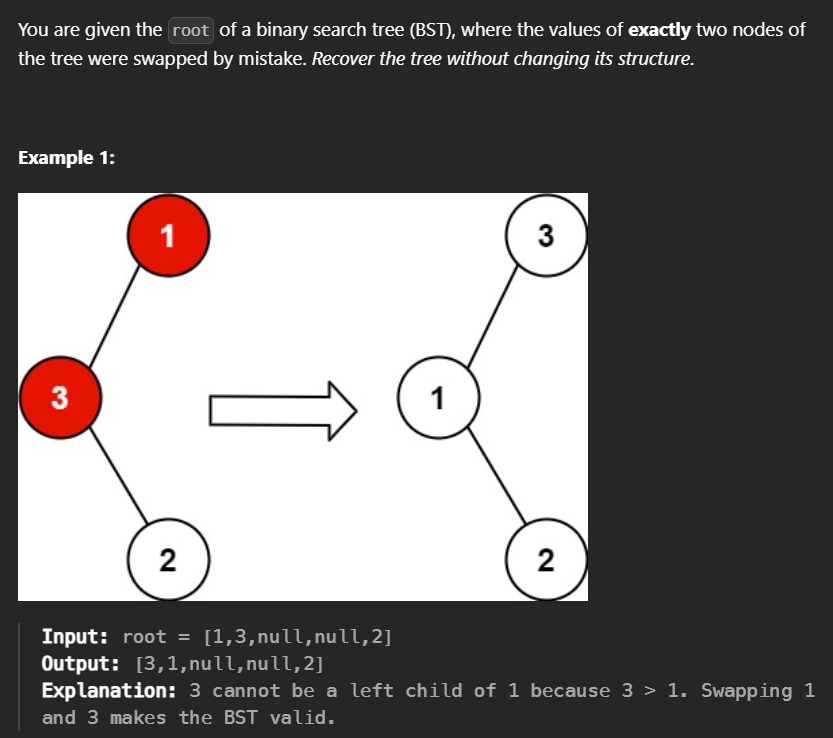 You are given the root of a binary search tree (BST), where the values of exactly two nodes of
the tree were swapped by mistake. Recover the tree without changing its structure.
Example 1:
1
3
3
1
2
2
Input: root = [1,3,null,null,2]
Output: [3,1,null,null,2]
Explanation: 3 cannot be a left child of 1 because 3 > 1. Swapping 1
and 3 makes the BST valid.